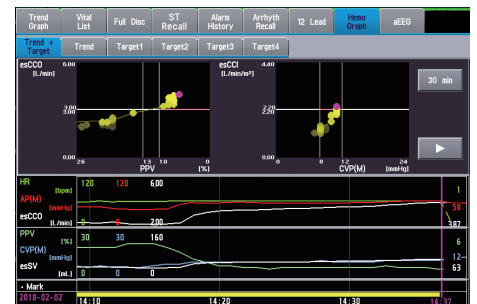 Trend Graph
Vital List
Full Disc
ST Recall
Alarm History
Arrhyth Recall
12 Lead
Hemo Graph
aEEG
Trend + Target
Trend
Target1
Target2
Target3
Target4
esCCO [L/min]
6.00
3.00
0.00
26
13
10
0
PPV
[%]
esCCI [L/min/m²]
4.40
2.20
0.00
0
8
12
24
CVP(M)
[mmHg]
30 min
HR [bpm] 120 120 6.00 1
AP(M) [mmHg] 58
esCCO [L/min] 0 0 2.00 3.87
PPV [%] 30 30 160 6
CVP(M) [mmHg] 12
esSV [mL] 0 0 0 63
Mark
2018-02-02 14:10 14:20 14:30 14:37